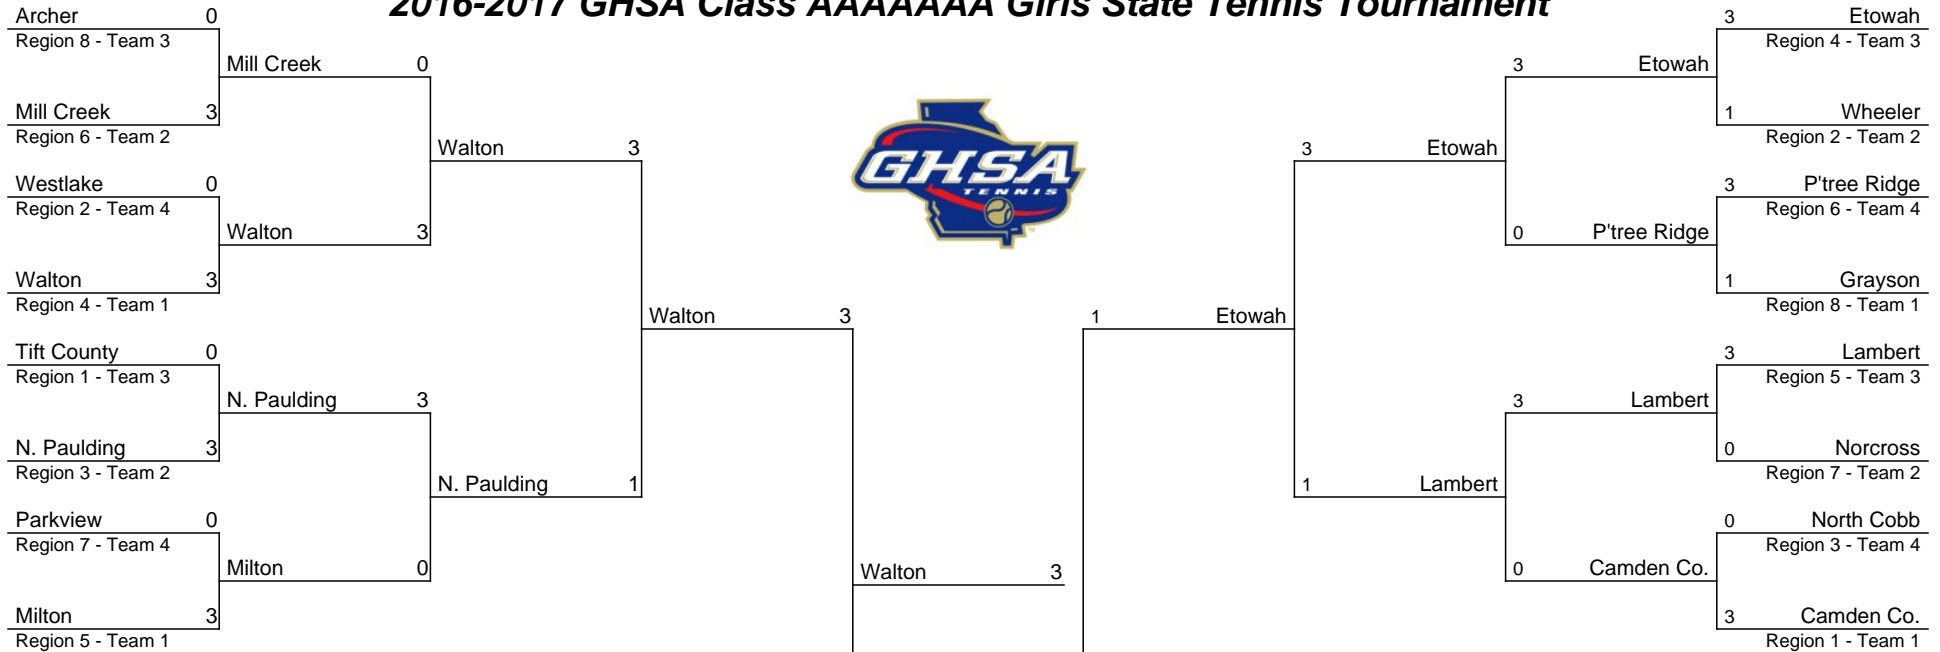 2016-2017 GHSA Class AAAAAAA Girls State Tennis Tournament
Archer 0
Region 8 - Team 3
Mill Creek 0
Mill Creek 3
Region 6 - Team 2
Walton 3
Westlake 0
Region 2 - Team 4
Walton 3
Walton 3
Region 4 - Team 1
Walton 3
Tift County 0
Region 1 - Team 3
N. Paulding 3
N. Paulding 3
Region 3 - Team 2
N. Paulding 1
Parkview 0
Region 7 - Team 4
Milton 0
Milton 3
Region 5 - Team 1
GHSA
TENNIS
Walton 3
3 Etowah
Region 4 - Team 3
3 Etowah
1 Wheeler
Region 2 - Team 2
3 Etowah
3 P'tree Ridge
Region 6 - Team 4
0 P'tree Ridge
1 Grayson
Region 8 - Team 1
1 Etowah
3 Lambert
Region 5 - Team 3
3 Lambert
0 Norcross
Region 7 - Team 2
1 Lambert
0 North Cobb
Region 3 - Team 4
0 Camden Co.
3 Camden Co.
Region 1 - Team 1